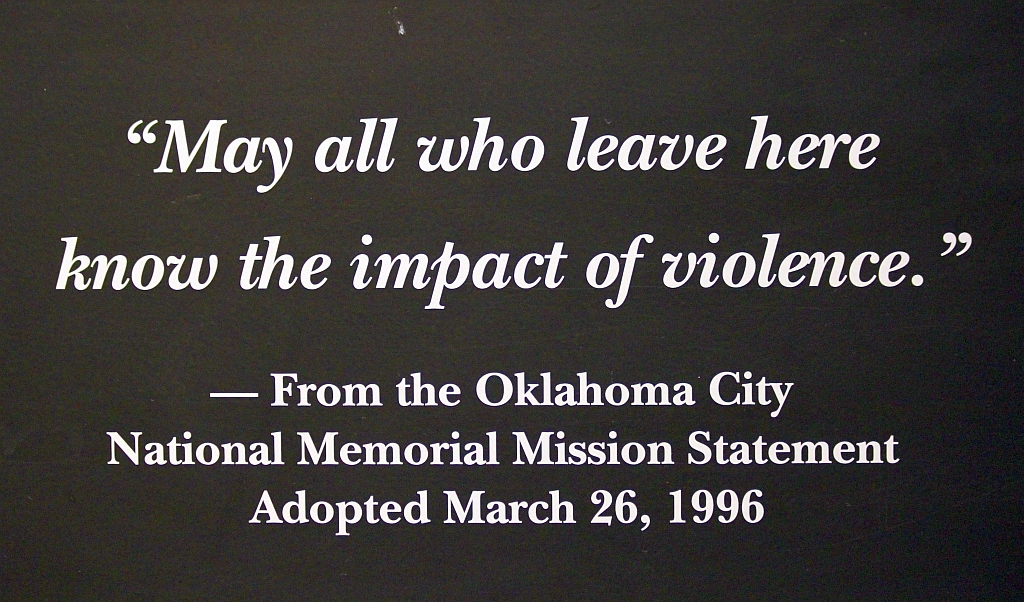 “May all who leave here
know the impact of violence.”
— From the Oklahoma City
National Memorial Mission Statement
Adopted March 26, 1996